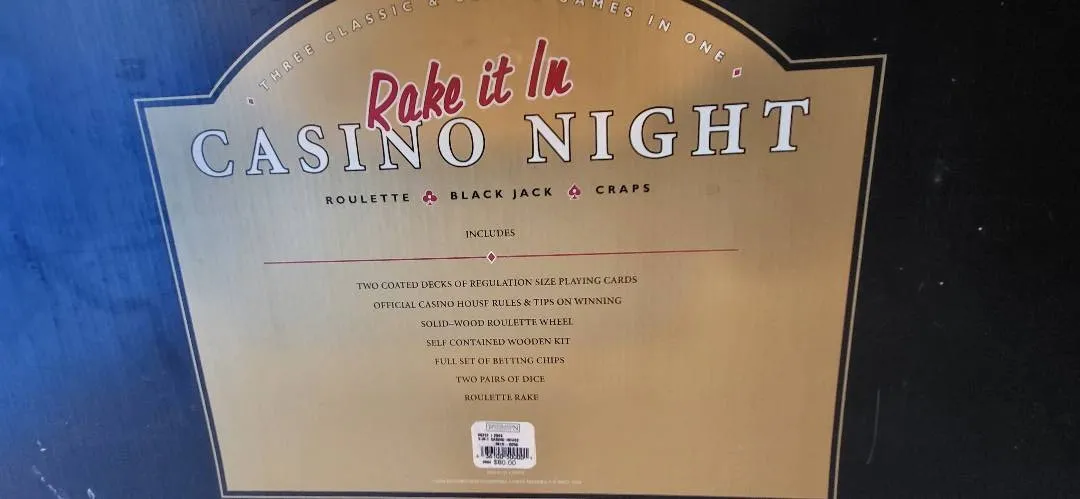 THREE CLASSIC & GAMES IN ONE
Rake it In
CASINO NIGHT
ROULETTE BLACK JACK CRAPS
INCLUDES
TWO COATED DECKS OF REGULATION SIZE PLAYING CARDS
OFFICIAL CASINO HOUSE RULES & TIPS ON WINNING
SOLID–WOOD ROULETTE WHEEL
SELF CONTAINED WOODEN KIT
FULL SET OF BETTING CHIPS
TWO PAIRS OF DICE
ROULETTE RAKE
$80.00